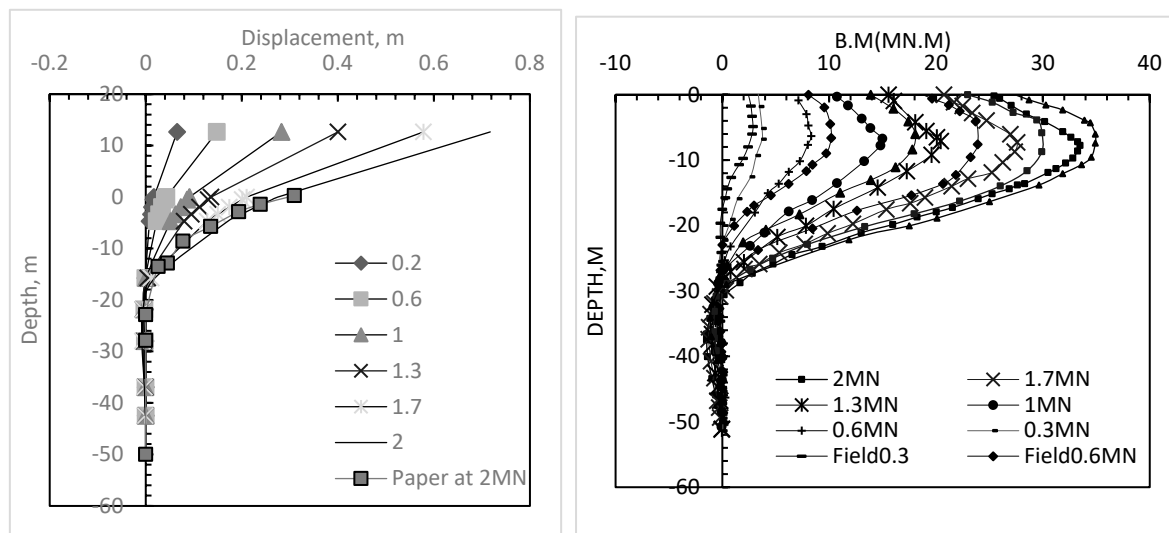 Displacement, m
-0.2 0 0.2 0.4 0.6 0.8
20
10
0
-10
-20
-30
-40
-50
-60
Depth, m
0.2
0.6
1
1.3
1.7
2
Paper at 2MN
B.M(MN.M)
-10 0 10 20 30 40
0
-10
-20
-30
-40
-50
-60
DEPTH,M
2MN 1.7MN
1.3MN 1MN
0.6MN 0.3MN
Field0.3 Field0.6MN